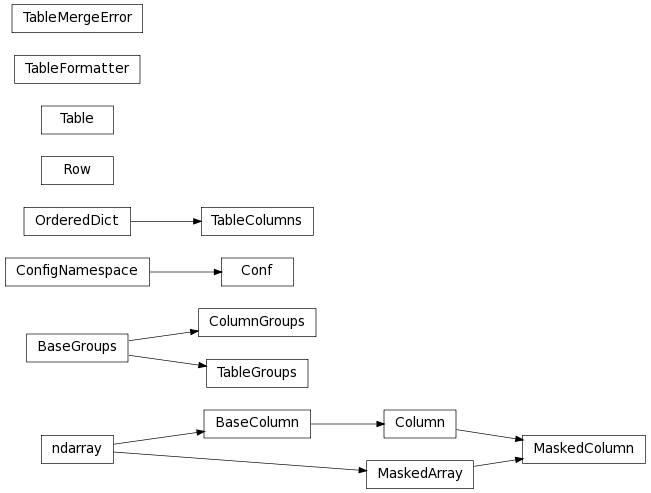 TableMergeError
TableFormatter
Table
Row
OrderedDict
TableColumns
ConfigNamespace
Conf
ColumnGroups
BaseGroups
TableGroups
BaseColumn
Column
ndarray
MaskedColumn
MaskedArray